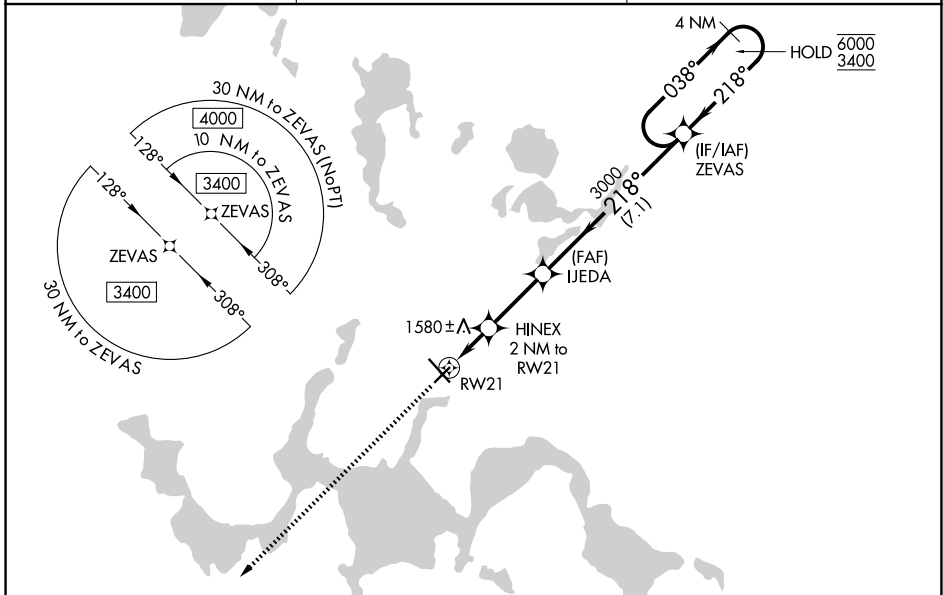 4 NM
HOLD 6000
3400
038°
218°
(IF/IAF)
ZEVAS
3000
218°
(7.1)
(FAF)
IJEDA
1580 ±
HINEX
2 NM to
RW21
RW21
30 NM to ZEVAS (NoPT)
4000
10 NM to ZEVAS
128°
3400
ZEVAS
308°
128°
ZEVAS
3400
308°
30 NM to ZEVAS